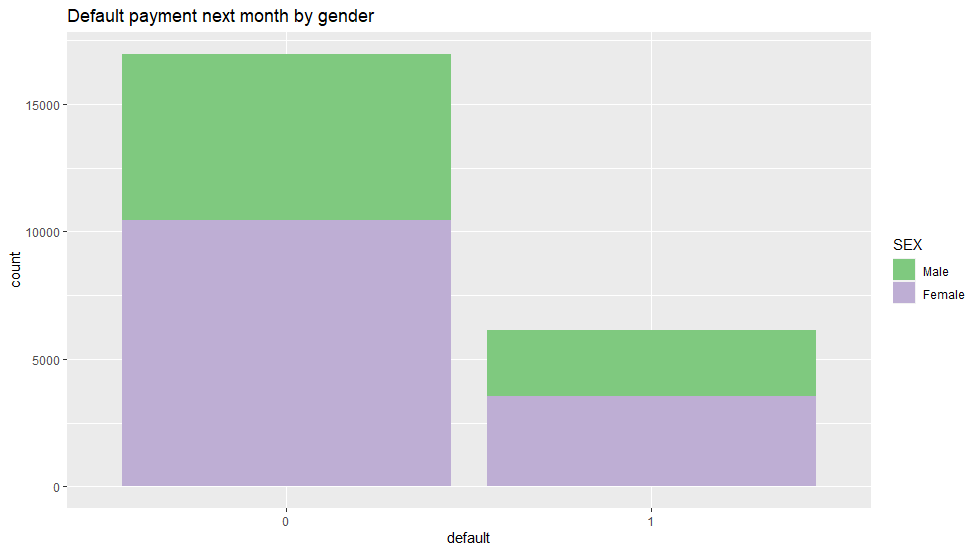 Default payment next month by gender
15000
10000
5000
0
count
0
1
default
SEX
Male
Female